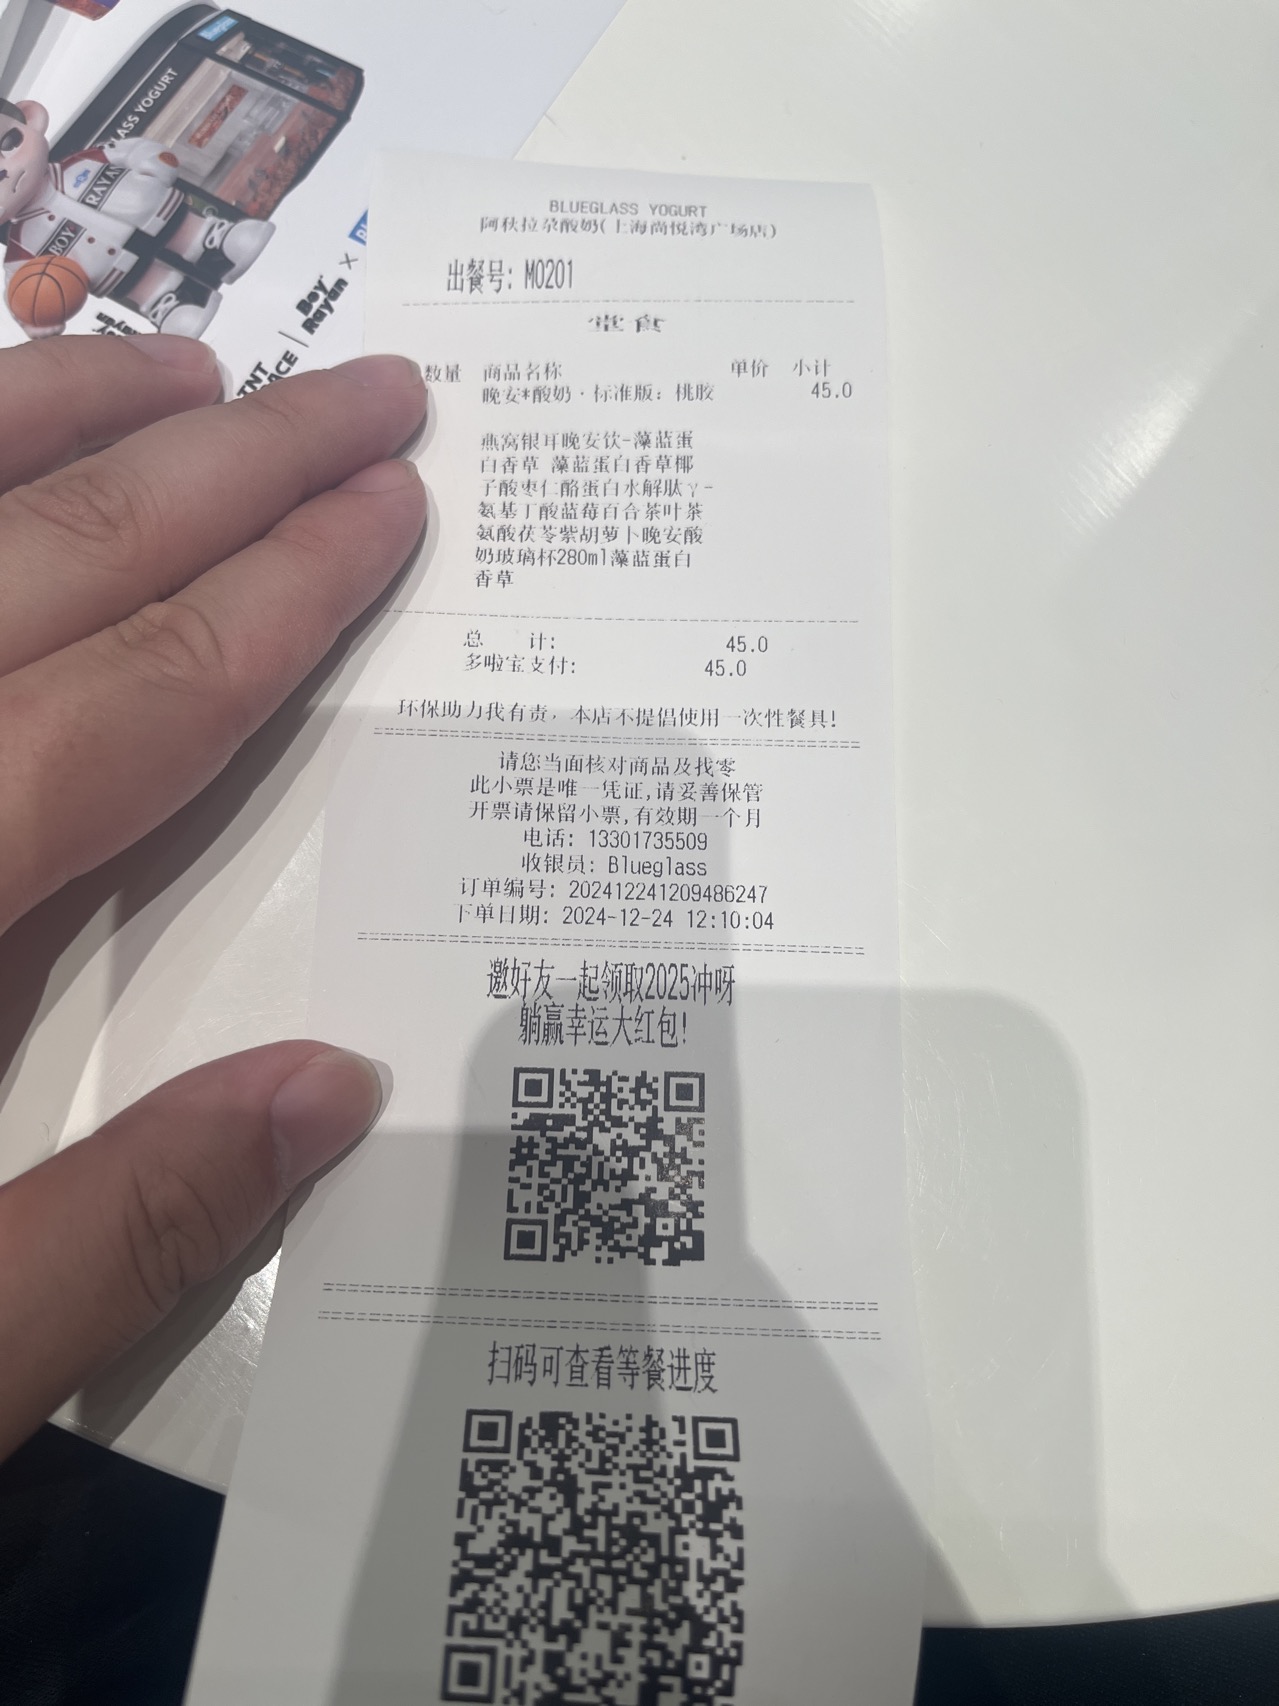 LASS YOGURT
RAYAN
BOY
Boy
Rayan
×
BLUEGLASS YOGURT
阿秋拉尕酸奶(上海尚悦湾广场店)
出餐号: M0201
堂食
数量 商品名称 单价 小计
晚安*酸奶·标准版: 桃胶 45.0
燕窝银耳晚安饮-藻蓝蛋
白香草 藻蓝蛋白香草椰
子酸枣仁酪蛋白水解肽γ-
氨基丁酸蓝莓百合茶叶茶
氨酸茯苓紫胡萝卜晚安酸
奶玻璃杯280ml藻蓝蛋白
香草
总 计: 45.0
多啦宝支付: 45.0
环保助力我有责，本店不提倡使用一次性餐具!
请您当面核对商品及找零
此小票是唯一凭证,请妥善保管
开票请保留小票,有效期一个月
电话: 13301735509
收银员: Blueglass
订单编号: 202412241209486247
下单日期: 2024-12-24 12:10:04
邀好友一起领取2025冲呀
躺赢幸运大红包!
扫码可查看等餐进度